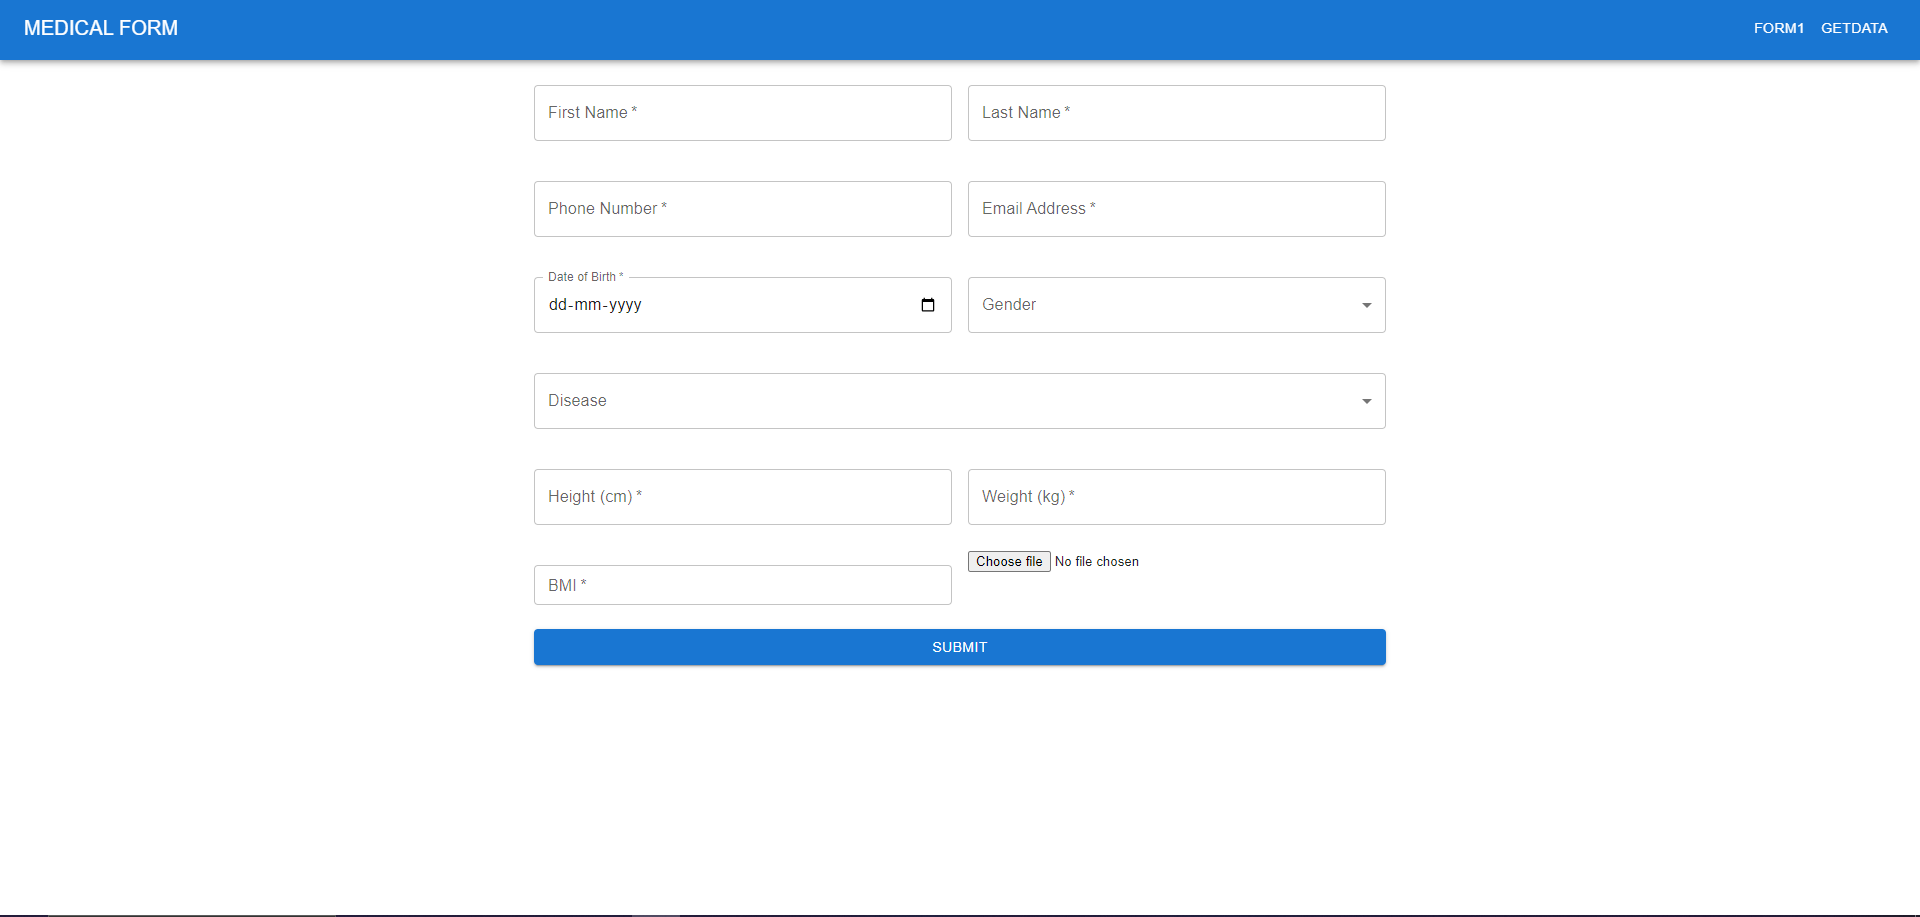 MEDICAL FORM
FORM1 GETDATA
First Name *
Last Name *
Phone Number *
Email Address *
Date of Birth *
dd-mm-yyyy
Gender
Disease
Height (cm) *
Weight (kg) *
Choose file No file chosen
BMI *
SUBMIT